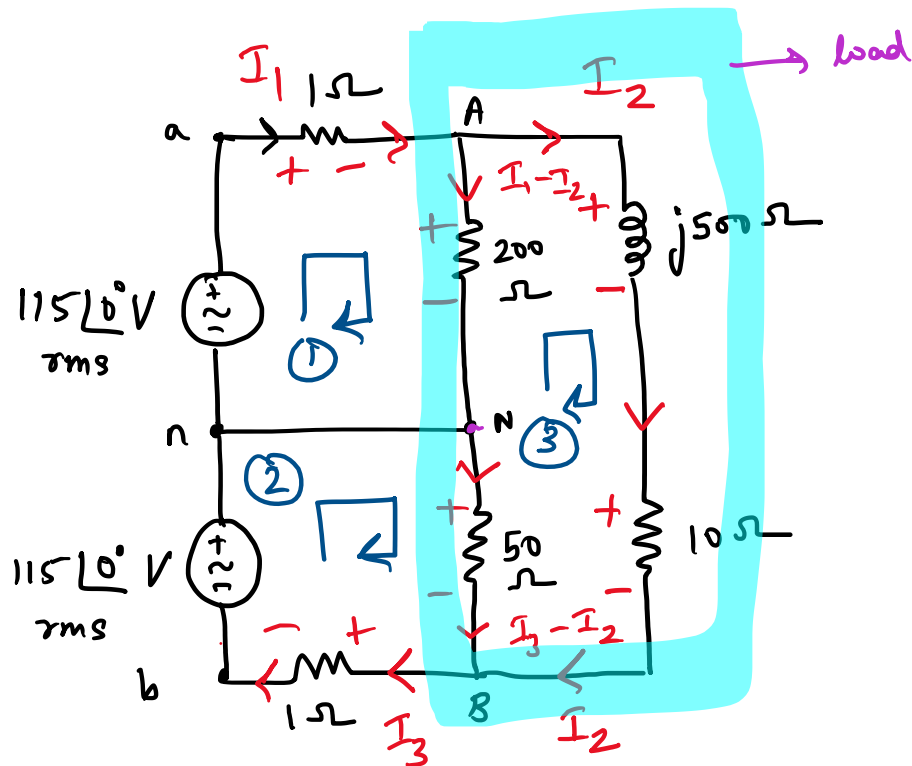 load
I₁
1Ω
I₂
a
A
I₁-I₂
+ -
+
+
j500 Ω
200
Ω
-
-
115∠0° V
rms
+
~
-
1
n
N
3
2
115∠0° V
rms
+
~
-
+
50
Ω
-
+
10Ω
-
I₃-I₂
- +
b
1Ω
B
I₃
I₂